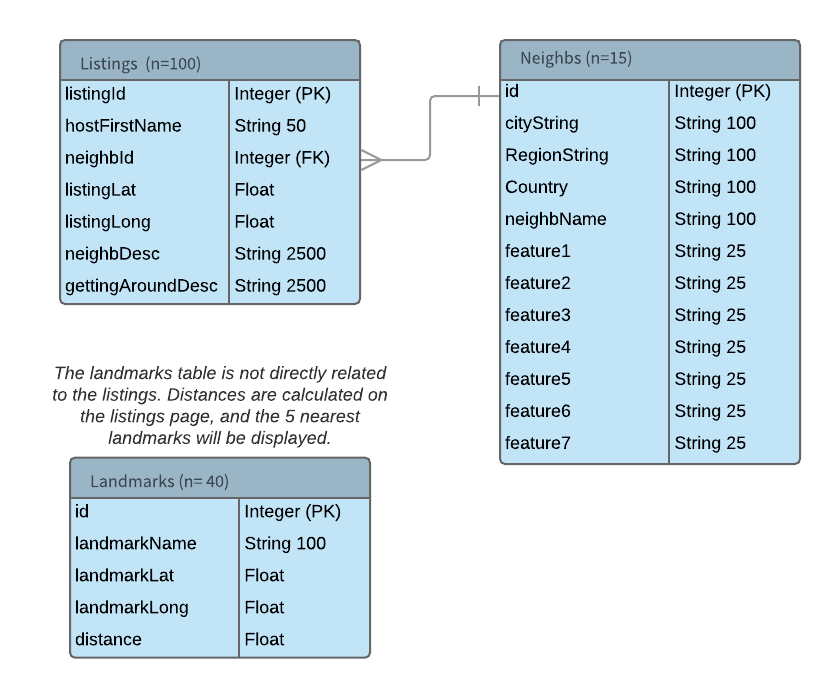 Listings (n=100)
listingId Integer (PK)
hostFirstName String 50
neighbId Integer (FK)
listingLat Float
listingLong Float
neighbDesc String 2500
gettingAroundDesc String 2500
Neighbs (n=15)
id Integer (PK)
cityString String 100
RegionString String 100
Country String 100
neighbName String 100
feature1 String 25
feature2 String 25
feature3 String 25
feature4 String 25
feature5 String 25
feature6 String 25
feature7 String 25
The landmarks table is not directly related
to the listings. Distances are calculated on
the listings page, and the 5 nearest
landmarks will be displayed.
Landmarks (n= 40)
id Integer (PK)
landmarkName String 100
landmarkLat Float
landmarkLong Float
distance Float